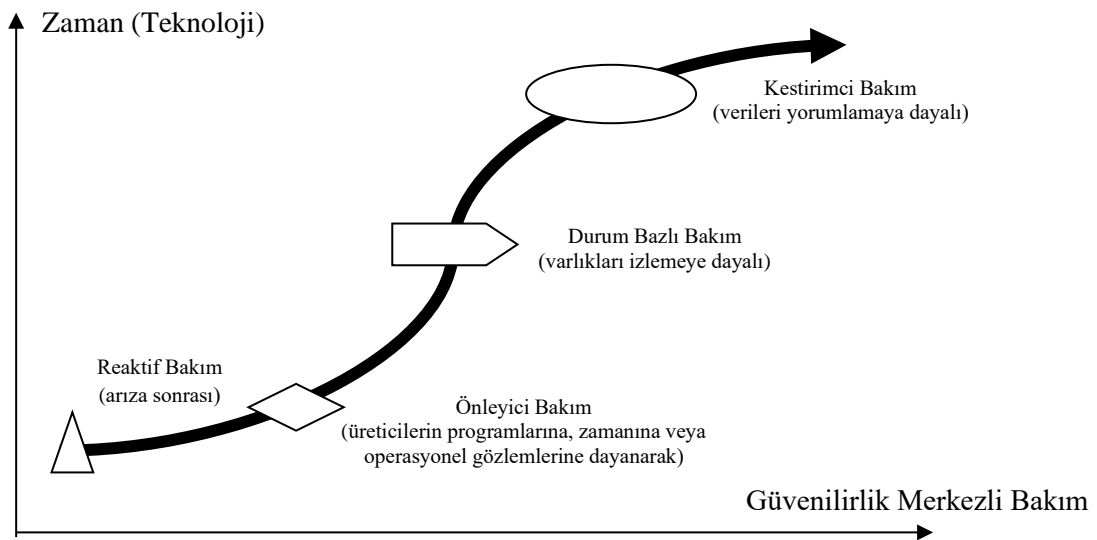 Zaman (Teknoloji)
Kestirimci Bakım
(verileri yorumlamaya dayalı)
Durum Bazlı Bakım
(varlıkları izlemeye dayalı)
Reaktif Bakım
(arıza sonrası)
Önleyici Bakım
(üreticilerin programlarına, zamanına veya
operasyonel gözlemlerine dayanarak)
Güvenilirlik Merkezli Bakım